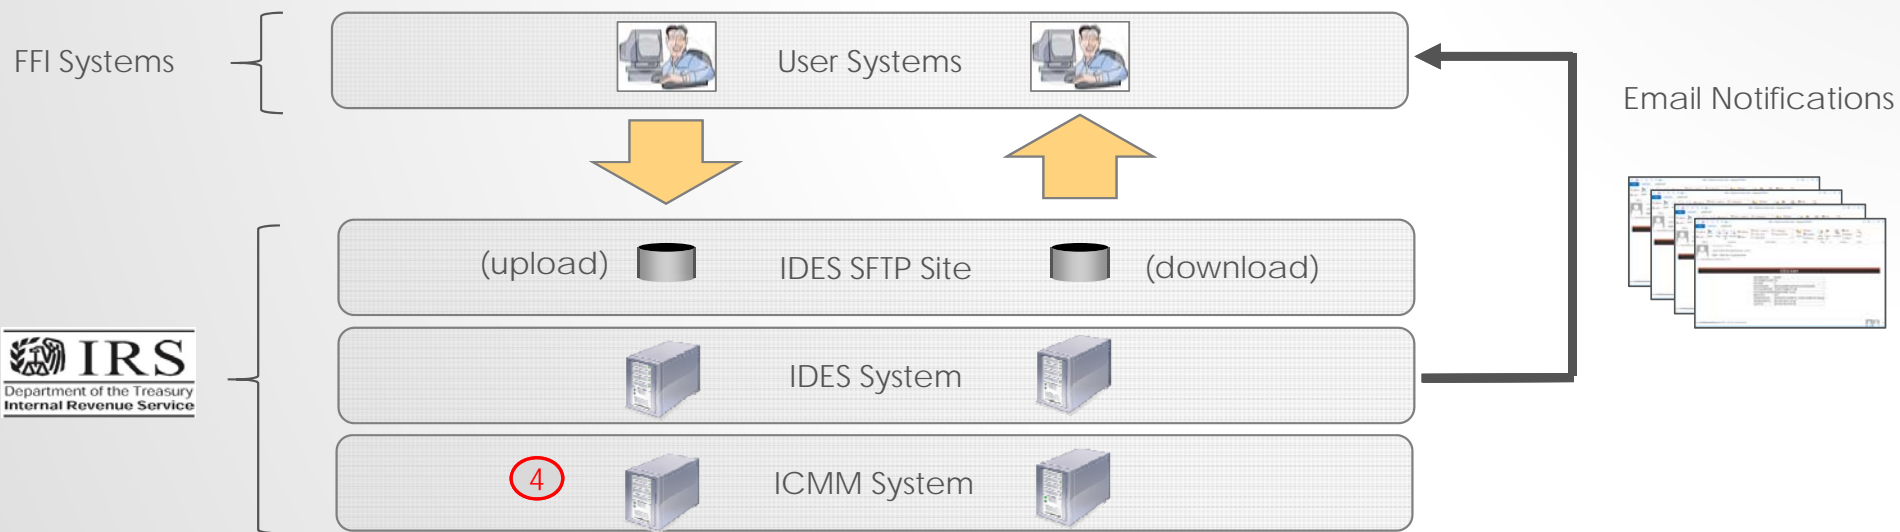 FFI Systems
User Systems
Email Notifications
(upload)
IDES SFTP Site
(download)
IRS
Department of the Treasury
Internal Revenue Service
IDES System
4
ICMM System